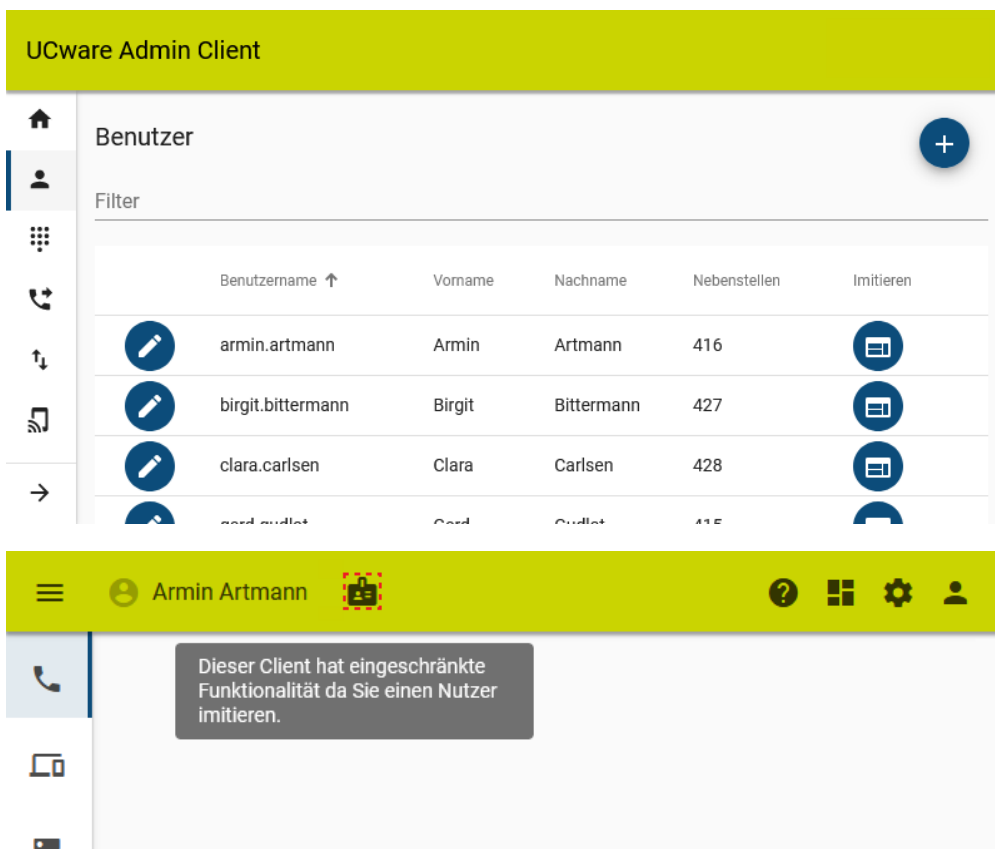 UCware Admin Client
Benutzer
Filter
Benutzername Vorname Nachname Nebenstellen Imitieren
armin.artmann Armin Artmann 416
birgit.bittermann Birgit Bittermann 427
clara.carlsen Clara Carlsen 428
Armin Artmann
Dieser Client hat eingeschränkte
Funktionalität da Sie einen Nutzer
imitieren.